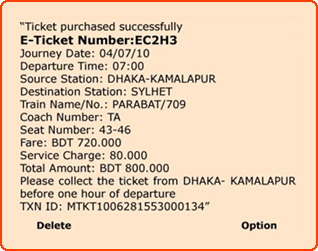 “Ticket purchased successfully
E-Ticket Number:EC2H3
Journey Date: 04/07/10
Departure Time: 07:00
Source Station: DHAKA-KAMALAPUR
Destination Station: SYLHET
Train Name/No.: PARABAT/709
Coach Number: TA
Seat Number: 43-46
Fare: BDT 720.000
Service Charge: 80.000
Total Amount: BDT 800.000
Please collect the ticket from DHAKA- KAMALAPUR
before one hour of departure
TXN ID: MTKT1006281553000134”
Delete Option